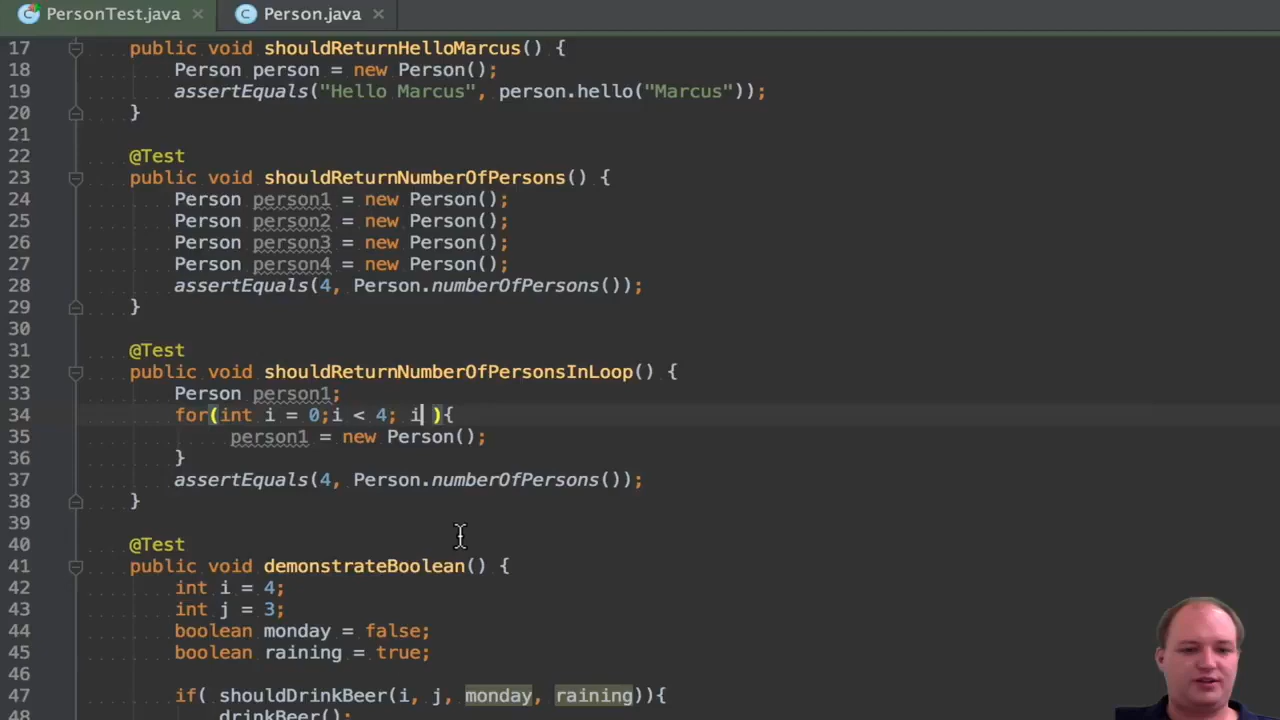 PersonTest.java × Person.java ×
17 public void shouldReturnHelloMarcus() {
18 Person person = new Person();
19 assertEquals("Hello Marcus", person.hello("Marcus"));
20 }
21
22 @Test
23 public void shouldReturnNumberOfPersons() {
24 Person person1 = new Person();
25 Person person2 = new Person();
26 Person person3 = new Person();
27 Person person4 = new Person();
28 assertEquals(4, Person.numberOfPersons());
29 }
30
31 @Test
32 public void shouldReturnNumberOfPersonsInLoop() {
33 Person person1;
34 for(int i = 0;i < 4; i ){
35 person1 = new Person();
36 }
37 assertEquals(4, Person.numberOfPersons());
38 }
39
40 @Test
41 public void demonstrateBoolean() {
42 int i = 4;
43 int j = 3;
44 boolean monday = false;
45 boolean raining = true;
46
47 if( shouldDrinkBeer(i, j, monday, raining)){
48 drinkBeer();